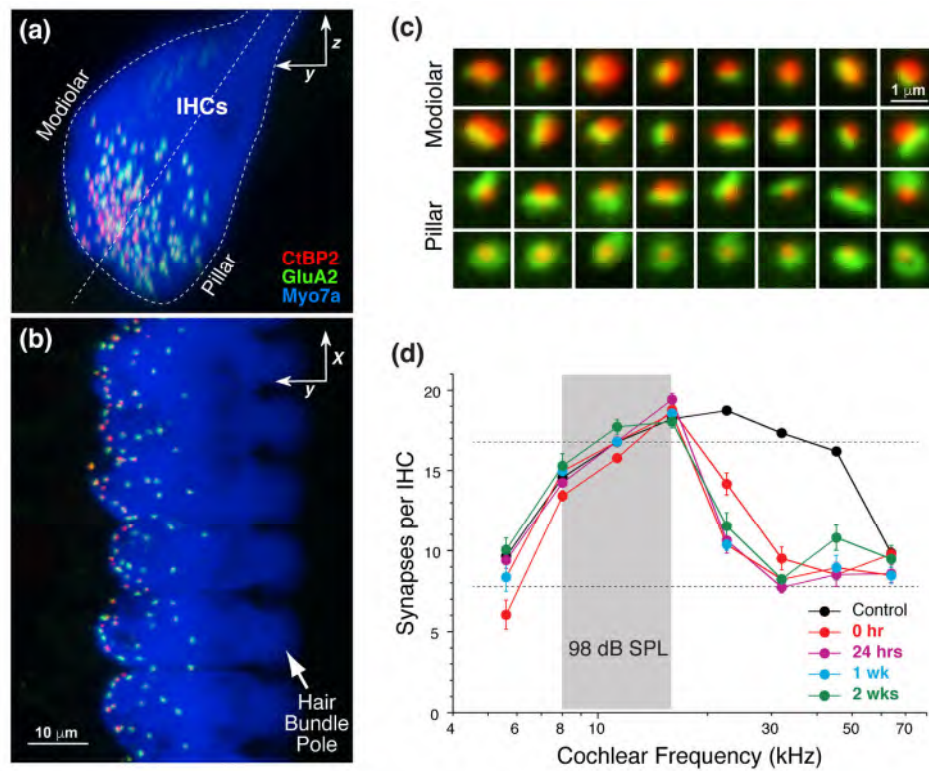 (a)
z
y
Modiolar
IHCs
Pillar
CtBP2
GluA2
Myo7a
(b)
X
y
Hair
Bundle
Pole
10 µm
(c)
Modiolar
Pillar
1 µm
(d)
Synapses per IHC
20
15
10
5
0
98 dB SPL
Control
0 hr
24 hrs
1 wk
2 wks
4 6 8 10 20 30 40 50 70
Cochlear Frequency (kHz)